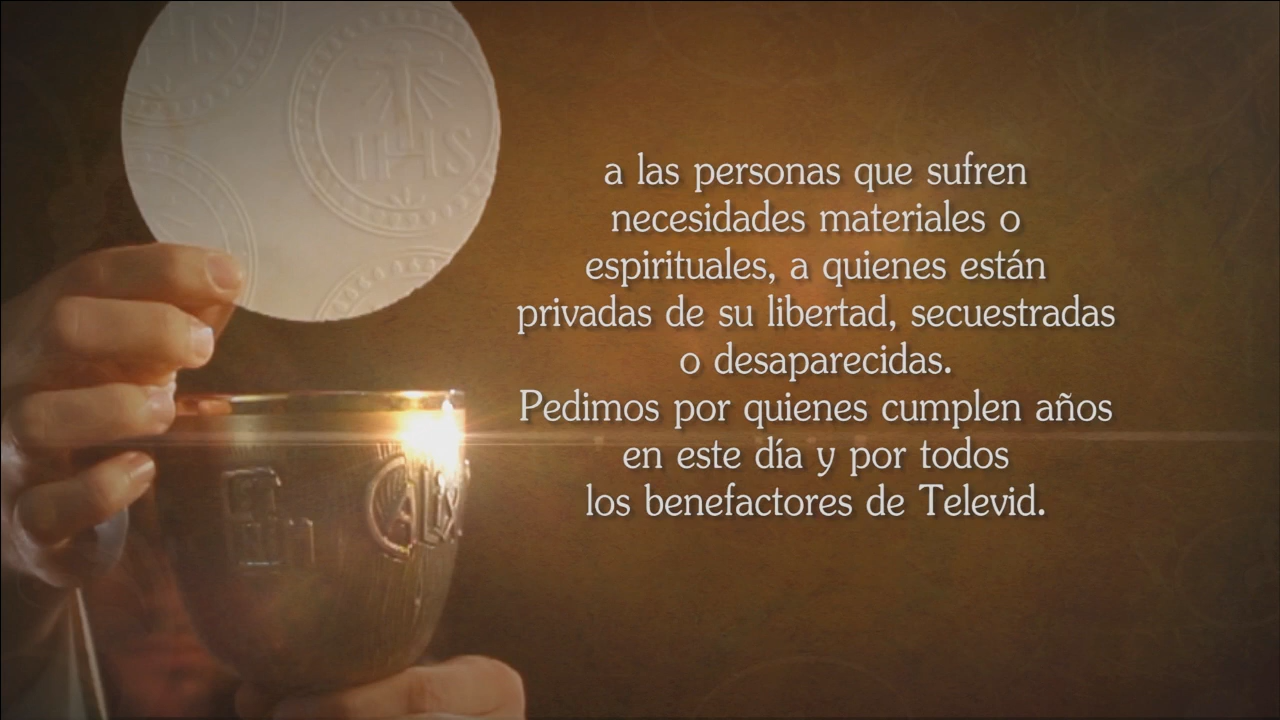 IHS
a las personas que sufren
necesidades materiales o
espirituales, a quienes están
privadas de su libertad, secuestradas
o desaparecidas.
Pedimos por quienes cumplen años
en este día y por todos
los benefactores de Televid.